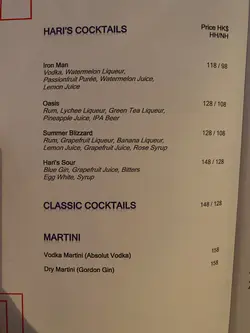 HARI'S COCKTAILS
Price HK$
HH/NH
Iron Man
118 / 98
Vodka, Watermelon Liqueur,
Passionfruit Purée, Watermelon Juice,
Lemon Juice
Oasis
128 / 108
Rum, Lychee Liqueur, Green Tea Liqueur,
Pineapple Juice, IPA Beer
Summer Blizzard
128 / 108
Rum, Grapefruit Liqueur, Banana Liqueur,
Lemon Juice, Grapefruit Juice, Rose Syrup
Hari's Sour
148 / 128
Blue Gin, Grapefruit Juice, Bitters
Egg White, Syrup
CLASSIC COCKTAILS
148 / 128
MARTINI
Vodka Martini (Absolut Vodka)
158
Dry Martini (Gordon Gin)
158